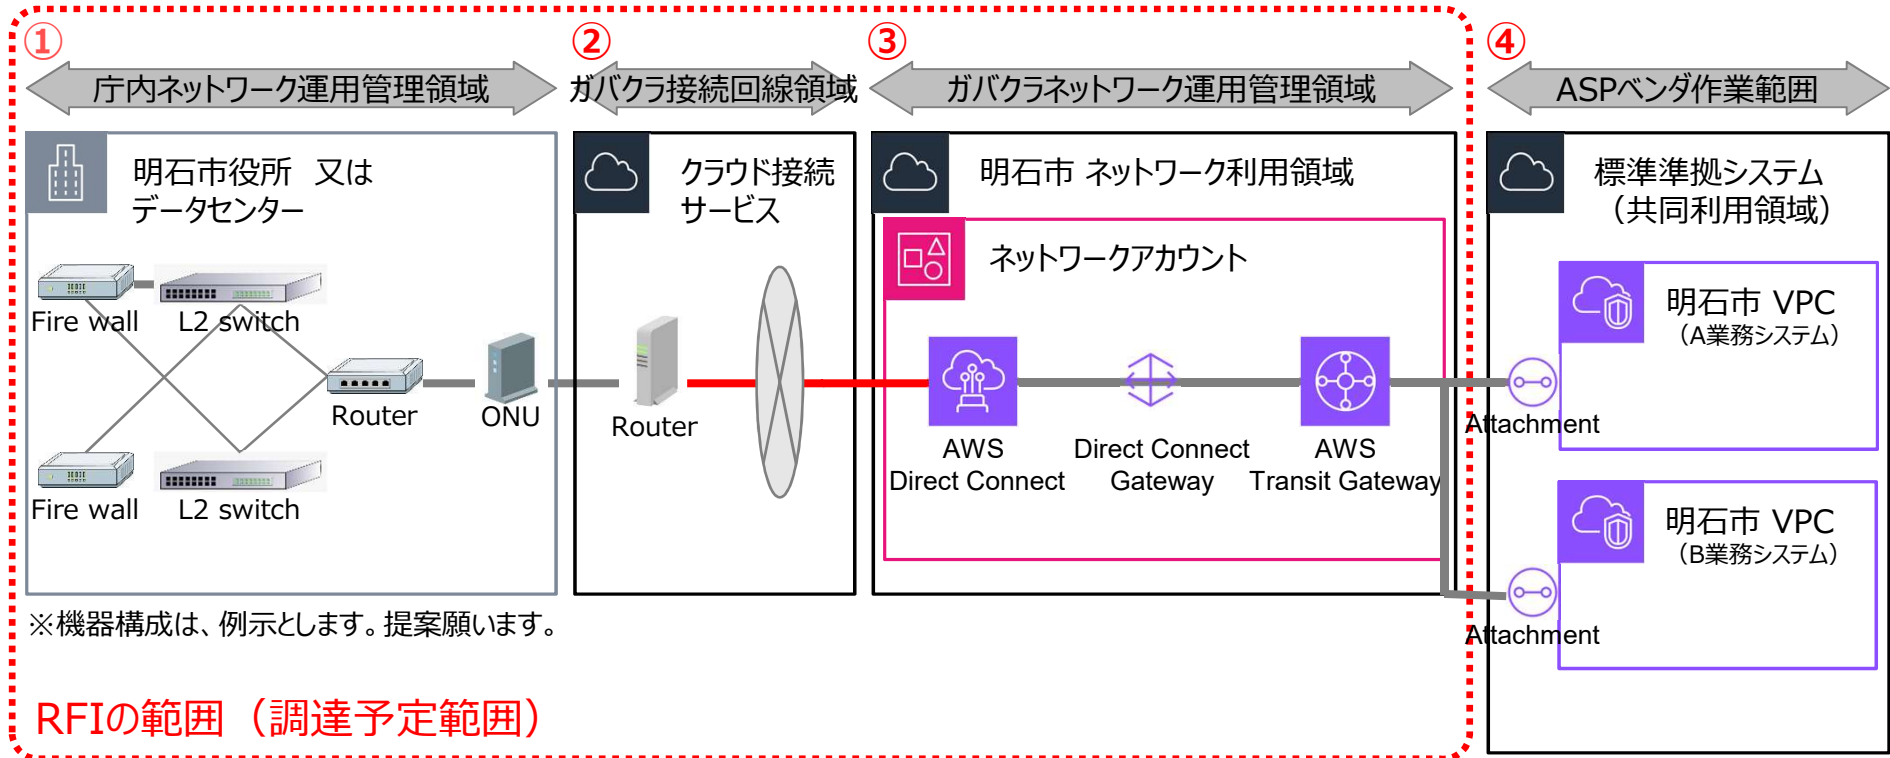 ①
②
③
④
庁内ネットワーク運用管理領域
ガバクラ接続回線領域
ガバクラネットワーク運用管理領域
ASPベンダ作業範囲
明石市役所 又は
データセンター
クラウド接続
サービス
明石市 ネットワーク利用領域
標準準拠システム
（共同利用領域）
ネットワークアカウント
Fire wall
L2 switch
Router
ONU
Fire wall
L2 switch
Router
AWS
Direct Connect
Direct Connect
Gateway
AWS
Transit Gateway
明石市 VPC
（A業務システム）
Attachment
明石市 VPC
（B業務システム）
Attachment
※機器構成は、例示とします。提案願います。
RFIの範囲（調達予定範囲）